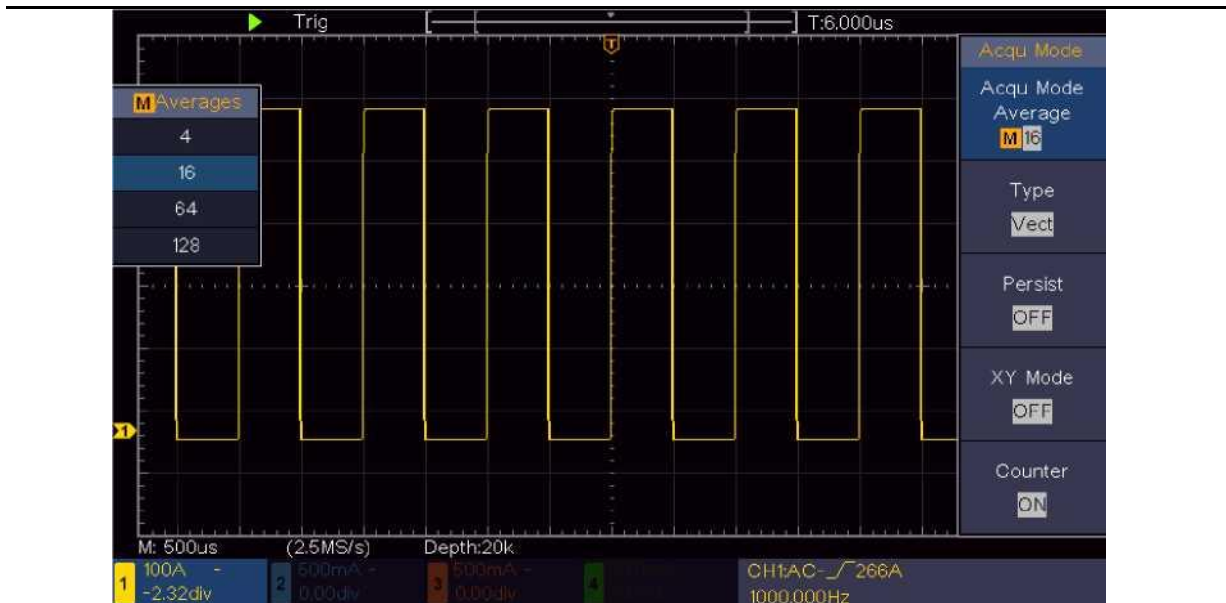 Trig
T:6.000us
T
Acqu Mode
Acqu Mode
Average
M 16
Type
Vect
Persist
OFF
XY Mode
OFF
Counter
ON
M Averages
4
16
64
128
1
M: 500us (2.5MS/s) Depth:20k
1 100A -
-2.32div
2 500mA -
0.00div
3 500mA -
0.00div
4
CH1:AC-_/ 266A
1000.000Hz